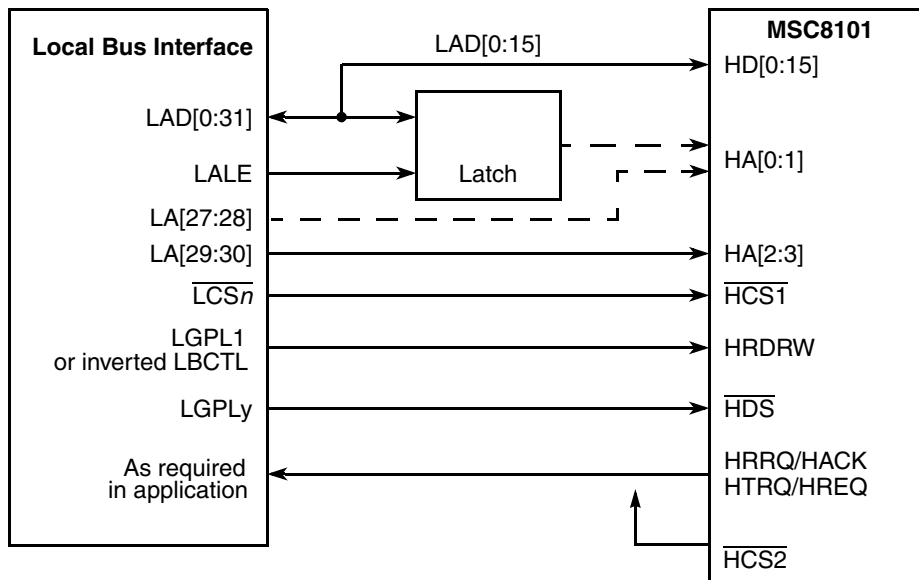 Local Bus Interface
LAD[0:31]
LALE
LA[27:28]
LA[29:30]
LCSn
LGPL1
or inverted LBCTL
LGPLy
As required
in application
LAD[0:15]
Latch
MSC8101
HD[0:15]
HA[0:1]
HA[2:3]
HCS1
HRDRW
HDS
HRRQ/HACK
HTRQ/HREQ
HCS2